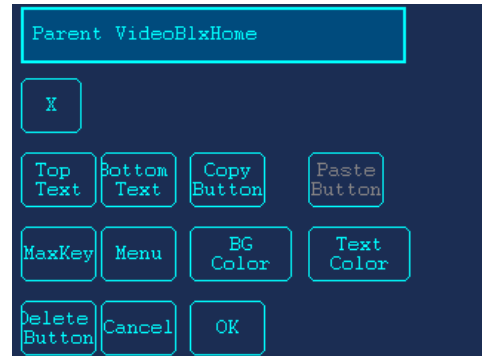 Parent VideoBlxHome
X
Top Bottom Copy Paste
Text Text Button Button
MaxKey Menu BG Color Text Color
Delete Button Cancel OK